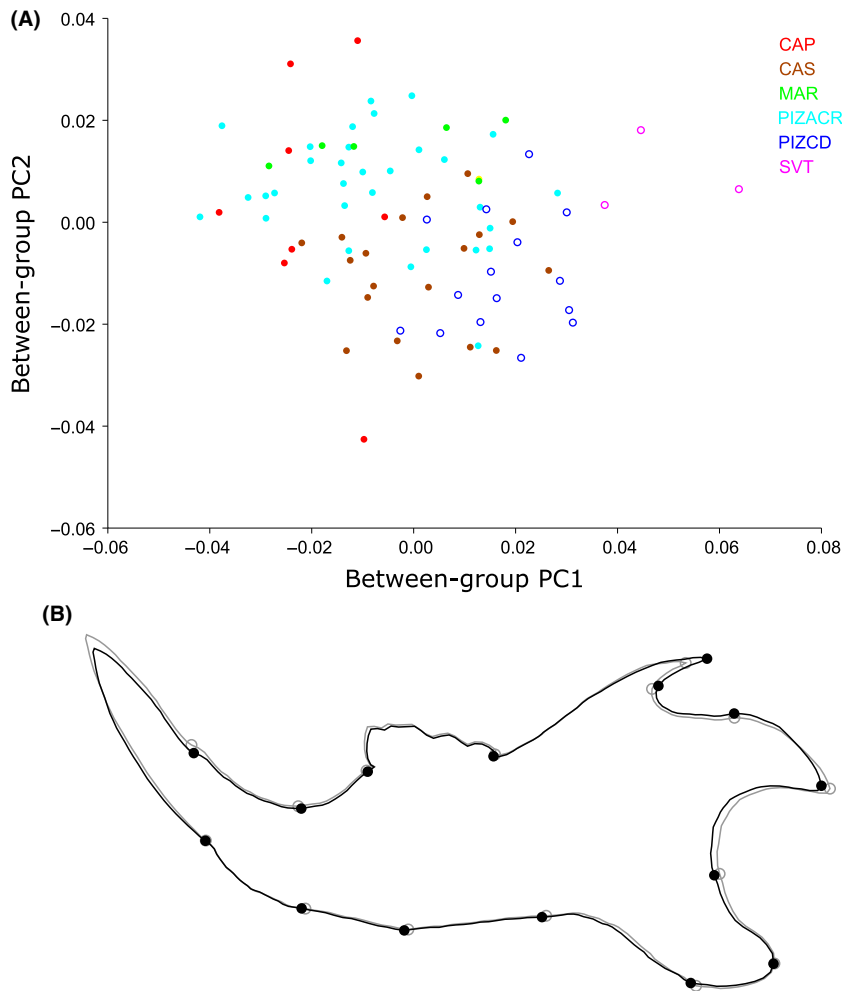 (A)
0.04
0.02
0.00
−0.02
−0.04
−0.06
Between-group PC2
CAP
CAS
MAR
PIZACR
PIZCD
SVT
−0.06
−0.04
−0.02
0.00
0.02
0.04
0.06
0.08
Between-group PC1
(B)